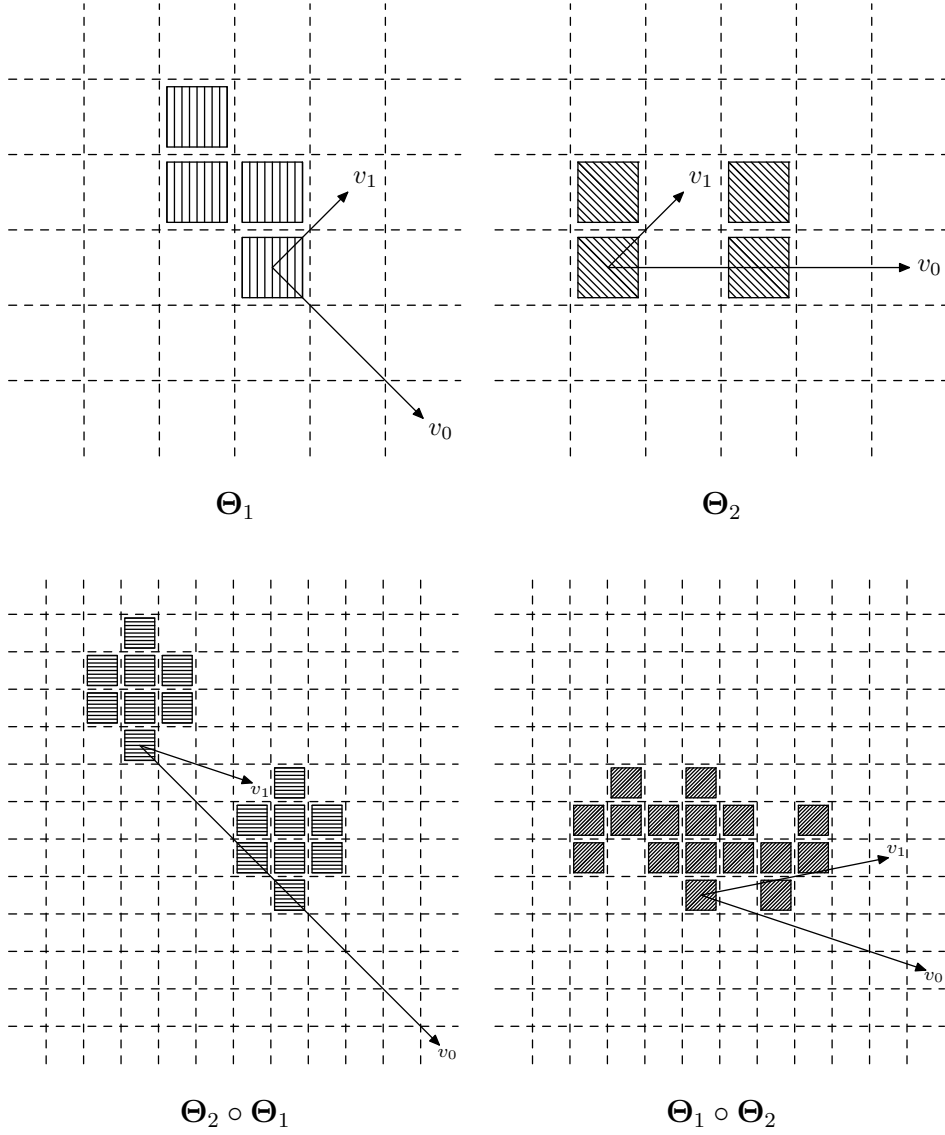 v₁ v₁
v₀
v₀
𝚯₁ 𝚯₂
v₁ v₁
v₀
v₀
𝚯₂ ∘ 𝚯₁ 𝚯₁ ∘ 𝚯₂